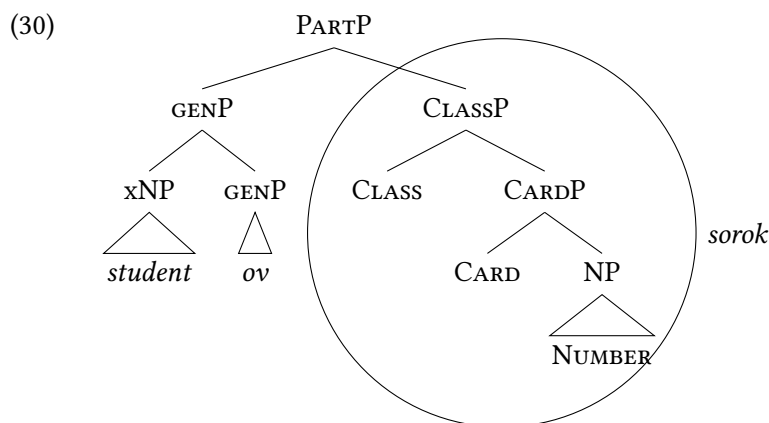 (30) PartP
genP ClassP
xNP genP Class CardP
student ov Card NP sorok
Number